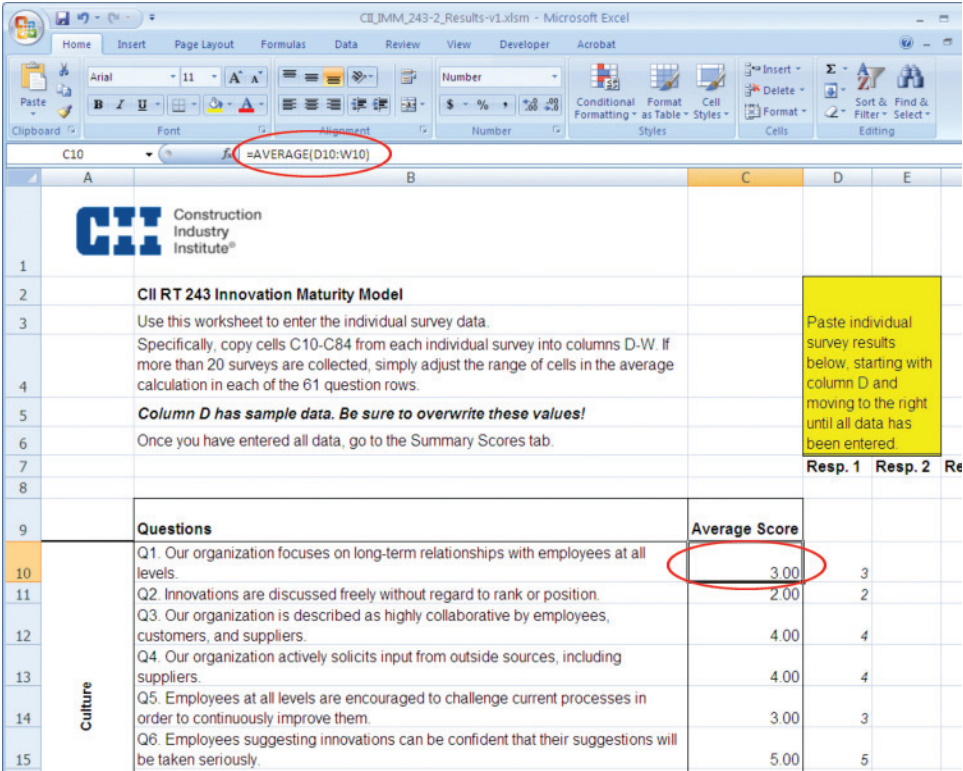 CII_IMM_243-2_Results-v1.xlsm - Microsoft Excel
Home Insert Page Layout Formulas Data Review View Developer Acrobat
Paste
Arial 11
B I U
Number
$ % ,
Conditional Formatting
Format as Table
Cell Styles
Insert
Delete
Format
Σ
Sort & Filter
Find & Select
Clipboard Font Alignment Number Styles Cells Editing
C10 fx =AVERAGE(D10:W10)
A B C D E
1
CII
Construction
Industry
Institute®
2 CII RT 243 Innovation Maturity Model
3 Use this worksheet to enter the individual survey data.
4 Specifically, copy cells C10-C84 from each individual survey into columns D-W. If
more than 20 surveys are collected, simply adjust the range of cells in the average
calculation in each of the 61 question rows.
5 Column D has sample data. Be sure to overwrite these values!
6 Once you have entered all data, go to the Summary Scores tab.
Paste individual
survey results
below, starting with
column D and
moving to the right
until all data has
been entered.
7 Resp. 1 Resp. 2 Re
8
9 Questions Average Score
Culture
10 Q1. Our organization focuses on long-term relationships with employees at all
levels. 3.00 3
11 Q2. Innovations are discussed freely without regard to rank or position. 2.00 2
12 Q3. Our organization is described as highly collaborative by employees,
customers, and suppliers. 4.00 4
13 Q4. Our organization actively solicits input from outside sources, including
suppliers. 4.00 4
14 Q5. Employees at all levels are encouraged to challenge current processes in
order to continuously improve them. 3.00 3
15 Q6. Employees suggesting innovations can be confident that their suggestions will
be taken seriously. 5.00 5